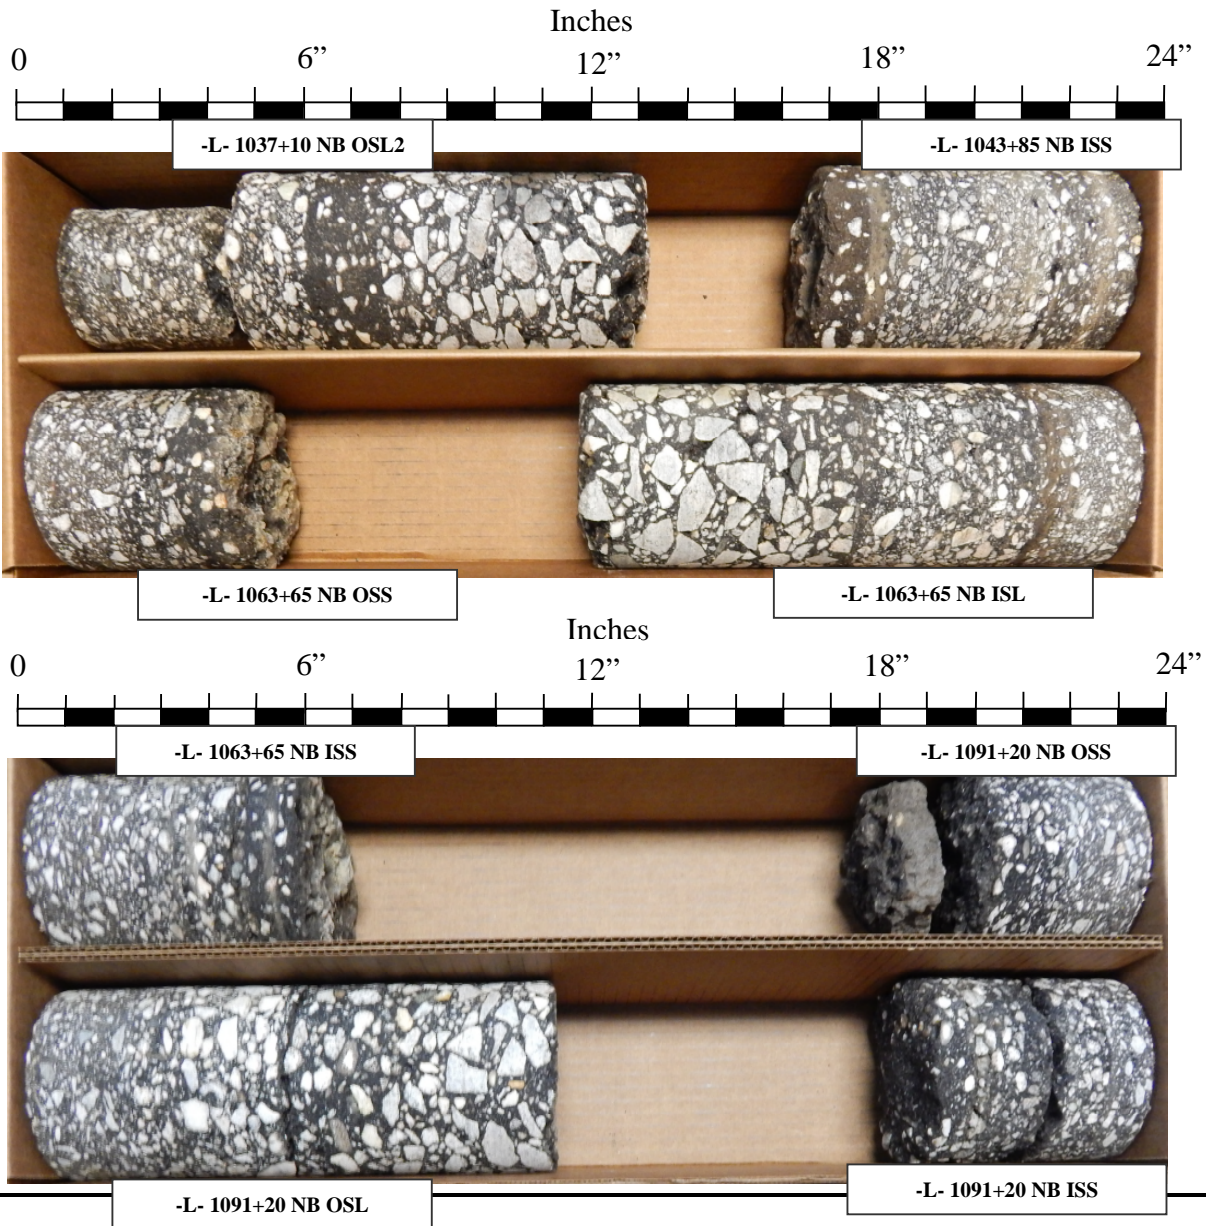 Inches
0 6” 12” 18” 24”
-L- 1037+10 NB OSL2
-L- 1043+85 NB ISS
-L- 1063+65 NB OSS
-L- 1063+65 NB ISL
Inches
0 6” 12” 18” 24”
-L- 1063+65 NB ISS
-L- 1091+20 NB OSS
-L- 1091+20 NB OSL
-L- 1091+20 NB ISS